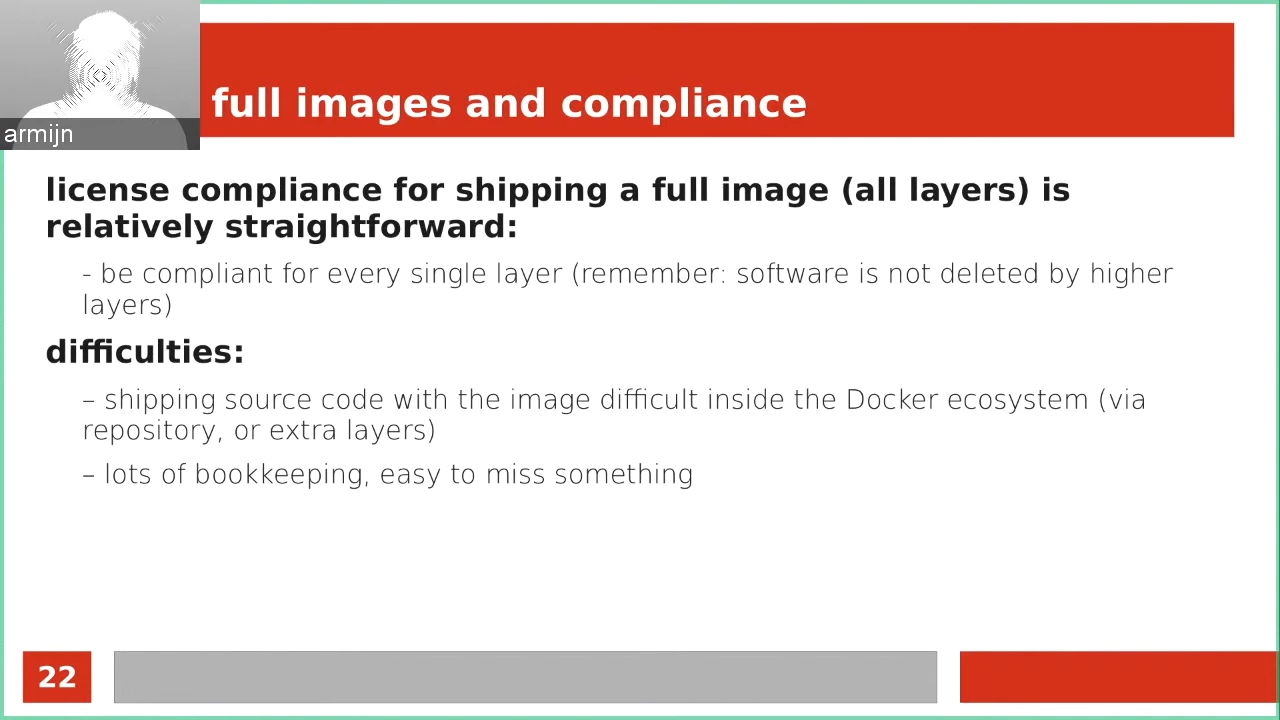 armijn
full images and compliance
license compliance for shipping a full image (all layers) is
relatively straightforward:
- be compliant for every single layer (remember: software is not deleted by higher
layers)
difficulties:
– shipping source code with the image difficult inside the Docker ecosystem (via
repository, or extra layers)
– lots of bookkeeping, easy to miss something
22